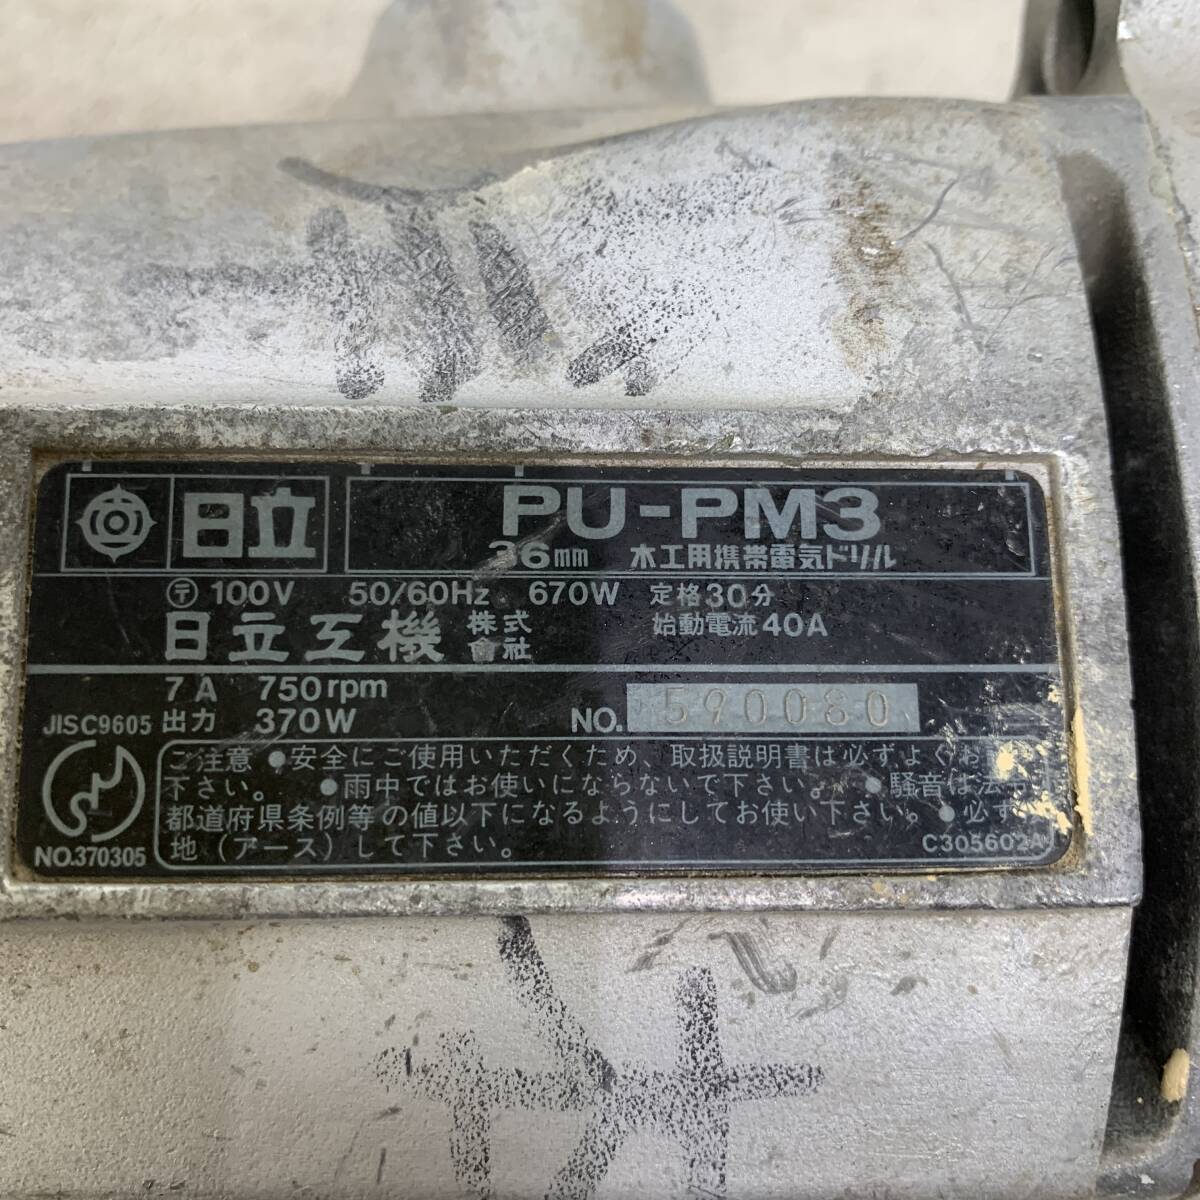 日立 PU-PM3
36mm 木工用携帯電気ドリル
〒 100V 50/60Hz 670W 定格30分
日立工機 株式會社 始動電流40A
7A 750rpm
JISC9605 出力 370W NO. 590080
ご注意 ●安全にご使用いただくため、取扱説明書は必ずよくお
下さい。 ●雨中ではお使いにならないで下さい。 ●騒音は法
都道府県条例等の値以下になるようにしてお使い下さい。 ●必ず
地（アース）して下さい。
NO.370305 C305602A